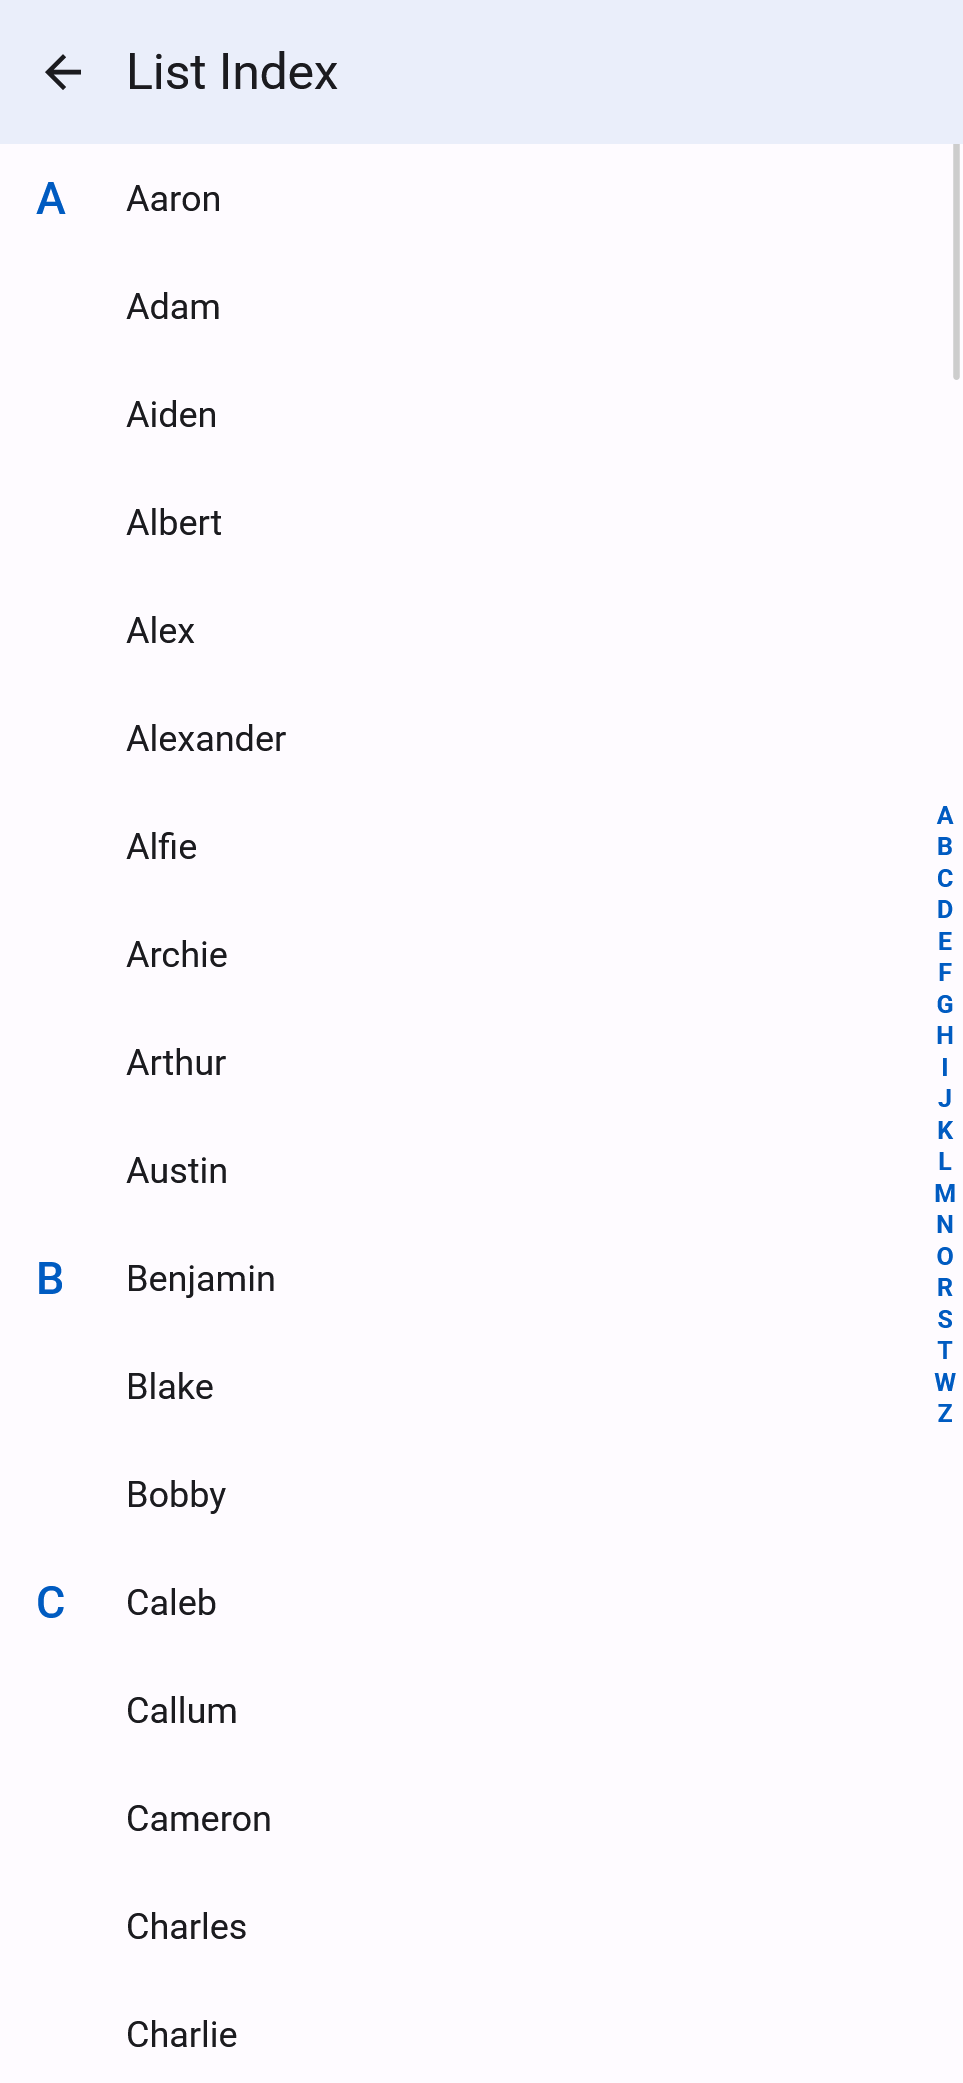 List Index
A Aaron
Adam
Aiden
Albert
Alex
Alexander
Alfie
Archie
Arthur
Austin
B Benjamin
Blake
Bobby
C Caleb
Callum
Cameron
Charles
Charlie
A
B
C
D
E
F
G
H
I
J
K
L
M
N
O
R
S
T
W
Z